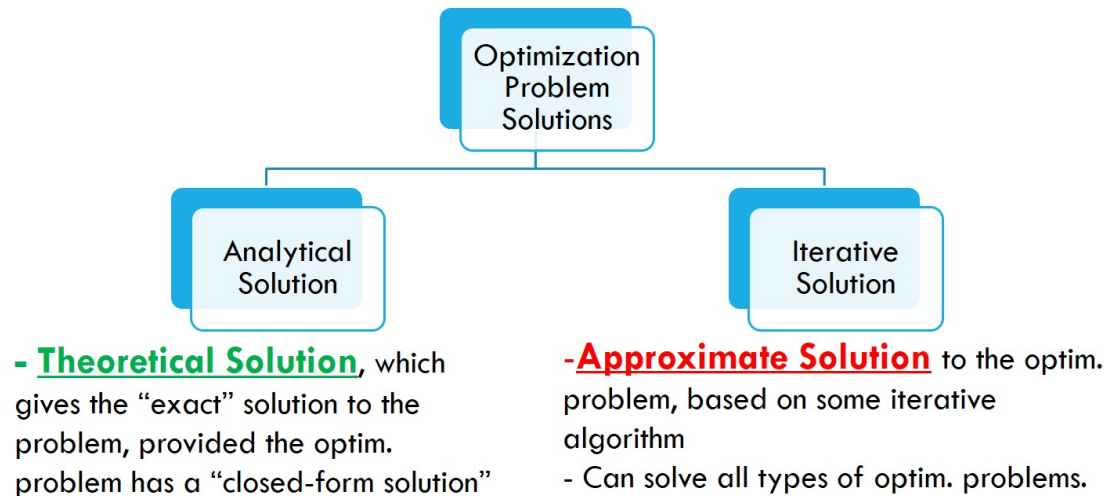 Optimization
Problem
Solutions
Analytical
Solution
Iterative
Solution
- Theoretical Solution, which
gives the “exact” solution to the
problem, provided the optim.
problem has a “closed-form solution”
-Approximate Solution to the optim.
problem, based on some iterative
algorithm
- Can solve all types of optim. problems.